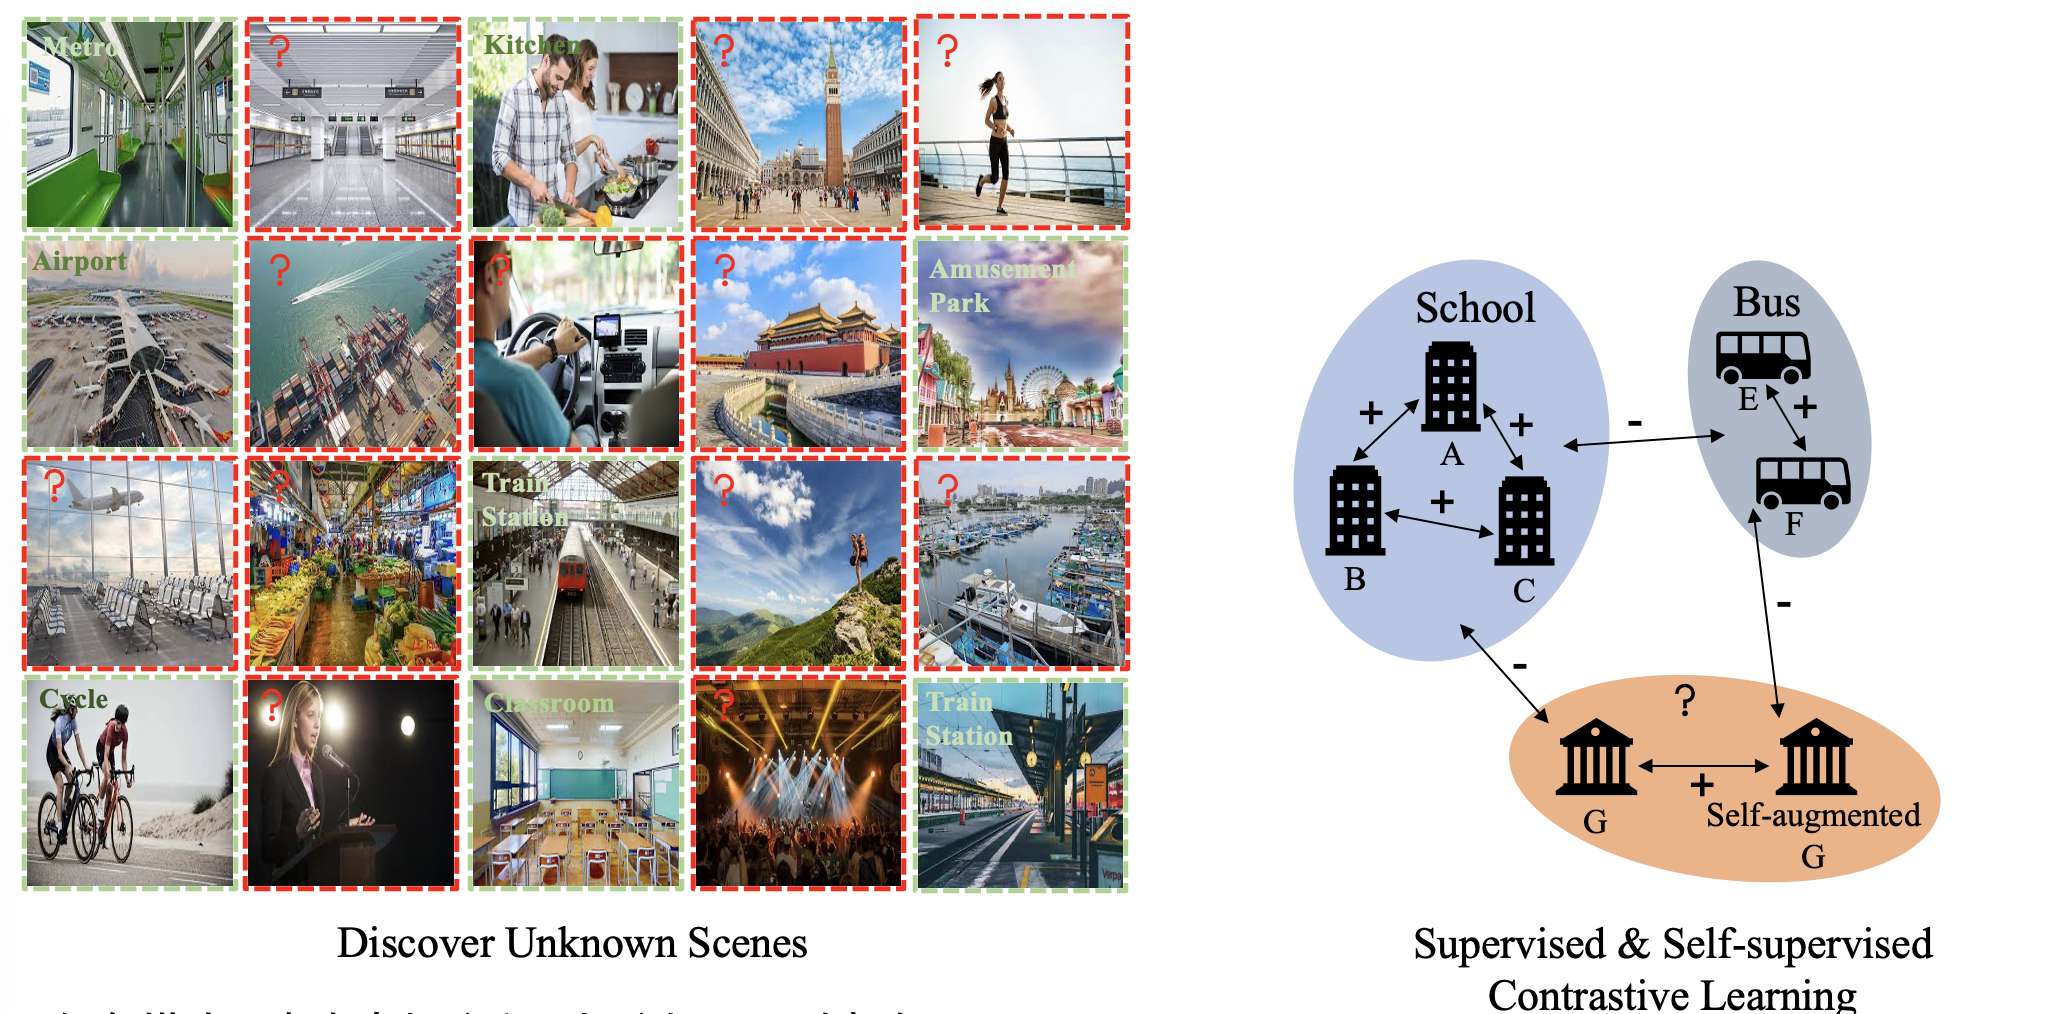 Metro
?
Kitchen
?
?
Airport
?
?
?
Amusement
Park
?
?
Train
Station
?
?
Cycle
?
Classroom
?
Train
Station
Discover Unknown Scenes
School
A
B
C
+
+
+
-
Bus
E
+
F
-
-
?
G
+
Self-augmented
G
Supervised & Self-supervised
Contrastive Learning